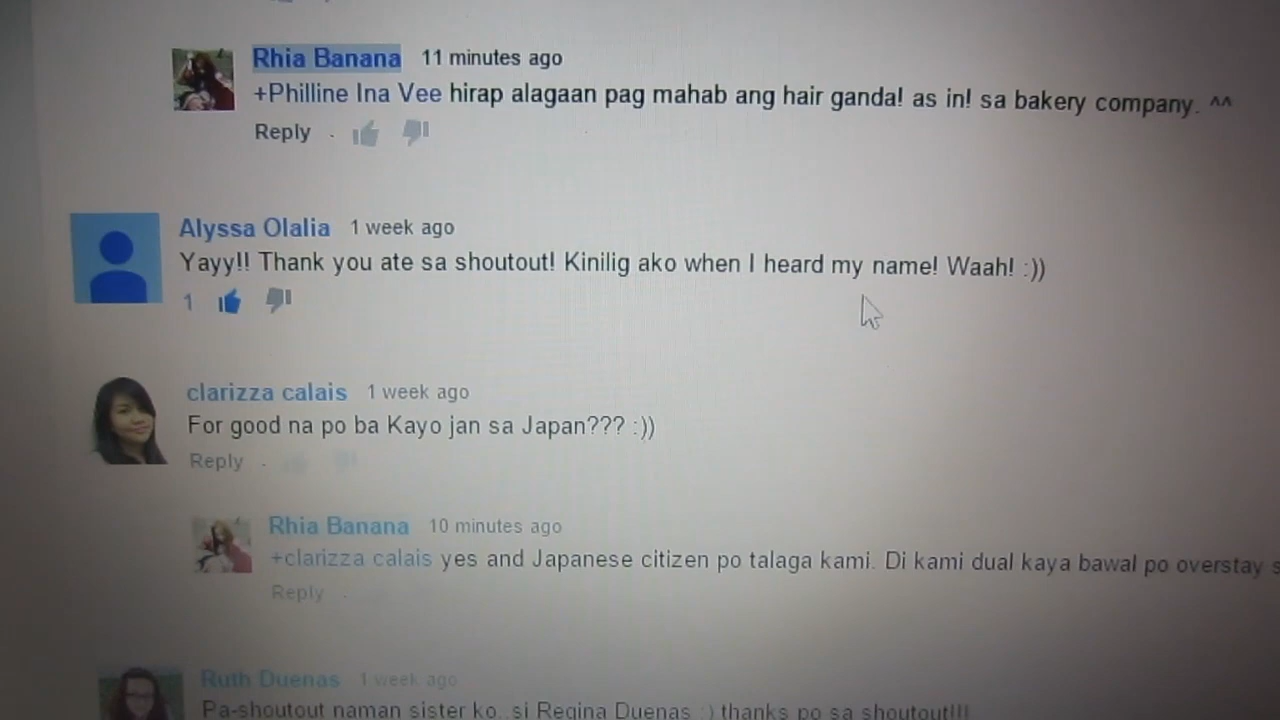 Rhia Banana 11 minutes ago
+Philline Ina Vee hirap alagaan pag mahab ang hair ganda! as in! sa bakery company. ^^
Reply .
Alyssa Olalia 1 week ago
Yayy!! Thank you ate sa shoutout! Kinilig ako when I heard my name! Waah! :))
1
clarizza calais 1 week ago
For good na po ba Kayo jan sa Japan??? :))
Reply .
Rhia Banana 10 minutes ago
+clarizza calais yes and Japanese citizen po talaga kami. Di kami dual kaya bawal po overstay s
Reply .
Ruth Duenas 1 week ago
Pa-shoutout naman sister ko..si Regina Duenas :) thanks po sa shoutout!!!